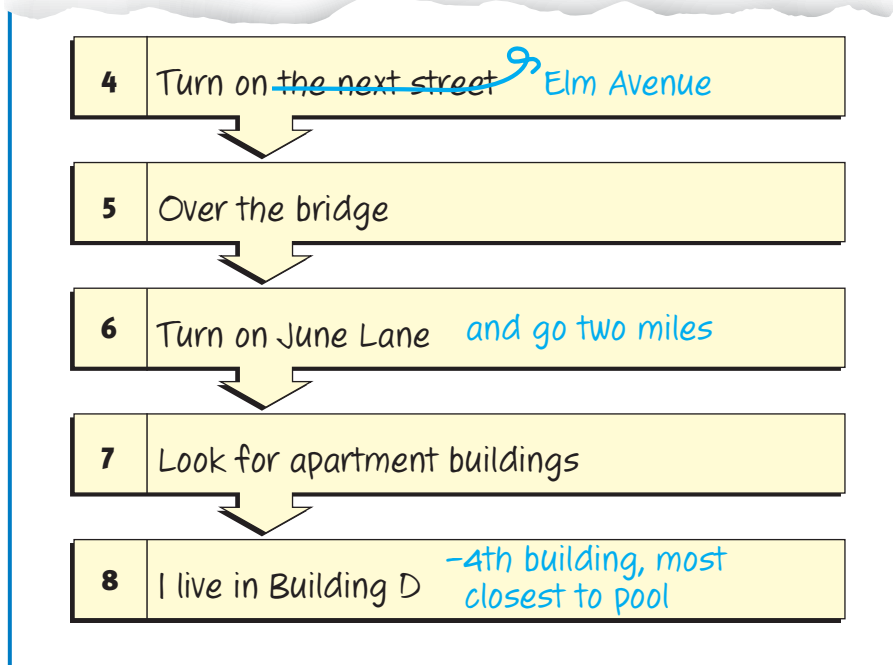 4 Turn on the next street Elm Avenue
5 Over the bridge
6 Turn on June Lane and go two miles
7 Look for apartment buildings
8 I live in Building D -4th building, most
closest to pool